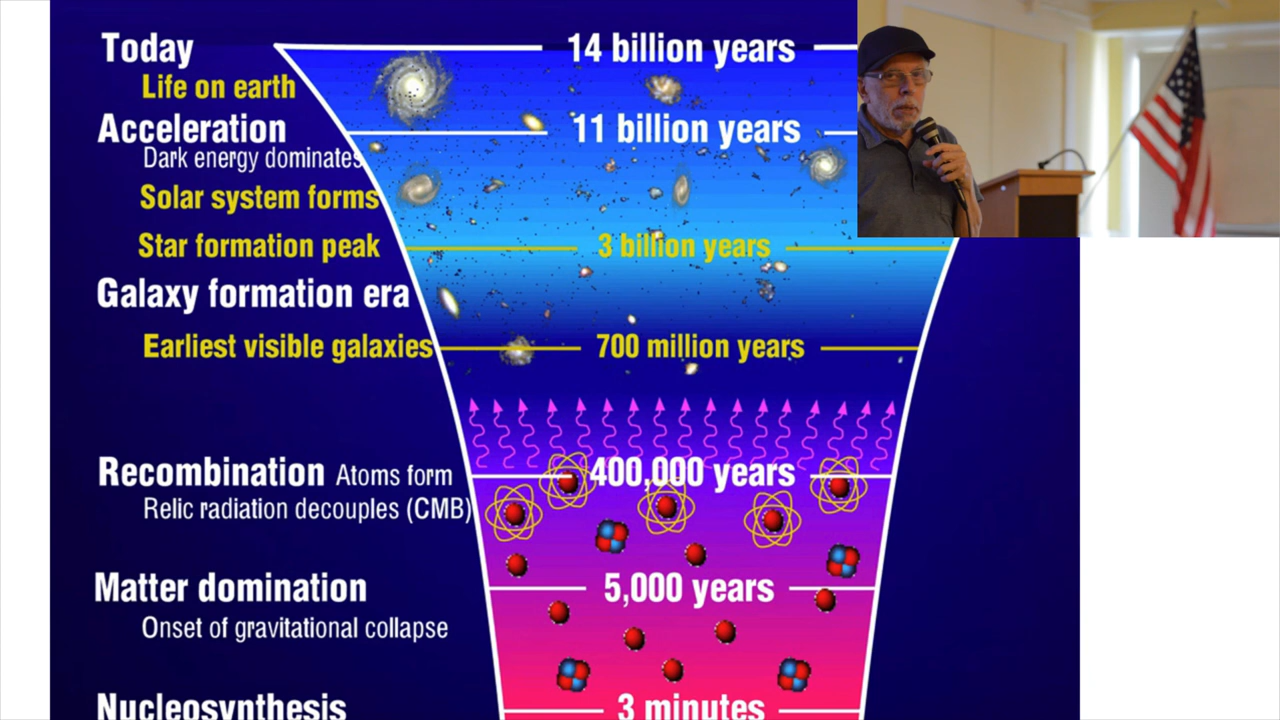 Today 14 billion years
Life on earth
Acceleration 11 billion years
Dark energy dominates
Solar system forms
Star formation peak 3 billion years
Galaxy formation era
Earliest visible galaxies 700 million years
Recombination Atoms form 400,000 years
Relic radiation decouples (CMB)
Matter domination 5,000 years
Onset of gravitational collapse
Nucleosynthesis 3 minutes